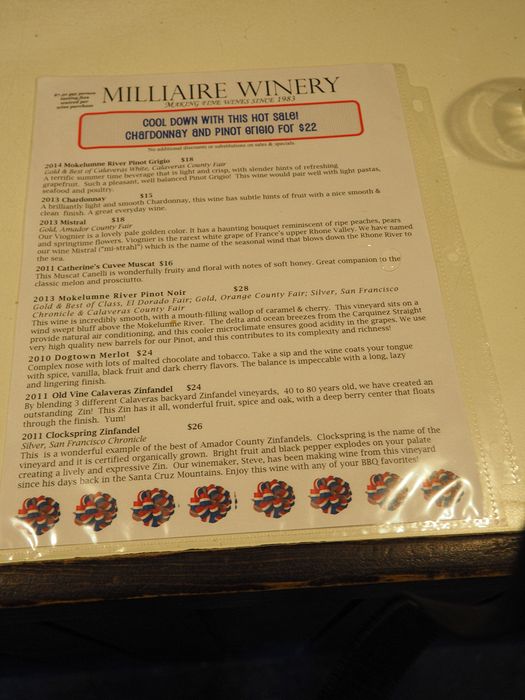 $7.50 per person
tasting fees
waived per
wine purchase
MILLIAIRE WINERY
MAKING FINE WINES SINCE 1983
COOL DOWN WITH THIS HOT SALE!
CHARDONNAY AND PINOT GRIGIO FOR $22
No additional discounts or substitutions on sales & specials.
2014 Mokelumne River Pinot Grigio $18
Gold & Best of Calaveras White, Calaveras County Fair
A terrific summer time beverage that is light and crisp, with slender hints of refreshing
grapefruit. Such a pleasant, well balanced Pinot Grigio! This wine would pair well with light pastas,
seafood and poultry.
2013 Chardonnay $15
A brilliantly light and smooth Chardonnay, this wine has subtle hints of fruit with a nice smooth &
clean finish. A great everyday wine.
2013 Mistral $18
Gold, Amador County Fair
Our Viognier is a lovely pale golden color. It has a haunting bouquet reminiscent of ripe peaches, pears
and springtime flowers. Viognier is the rarest white grape of France's upper Rhone Valley. We have named
our wine Mistral ("mi-strahl") which is the name of the seasonal wind that blows down the Rhone River to
the sea.
2011 Catherine's Cuvee Muscat $16
This Muscat Canelli is wonderfully fruity and floral with notes of soft honey. Great companion to the
classic melon and prosciutto.
2013 Mokelumne River Pinot Noir $28
Gold & Best of Class, El Dorado Fair; Gold, Orange County Fair; Silver, San Francisco
Chronicle & Calaveras County Fair
This wine is incredibly smooth, with a mouth-filling wallop of caramel & cherry. This vineyard sits on a
wind swept bluff above the Mokelumne River. The delta and ocean breezes from the Carquinez Straight
provide natural air conditioning, and this cooler microclimate ensures good acidity in the grapes. We use
very high quality new barrels for our Pinot, and this contributes to its complexity and richness!
2010 Dogtown Merlot $24
Complex nose with lots of malted chocolate and tobacco. Take a sip and the wine coats your tongue
with spice, vanilla, black fruit and dark cherry flavors. The balance is impeccable with a long, lazy
and lingering finish.
2011 Old Vine Calaveras Zinfandel $24
By blending 3 different Calaveras backyard Zinfandel vineyards, 40 to 80 years old, we have created an
outstanding Zin! This Zin has it all, wonderful fruit, spice and oak, with a deep berry center that floats
through the finish. Yum!
2011 Clockspring Zinfandel $26
Silver, San Francisco Chronicle
This is a wonderful example of the best of Amador County Zinfandels. Clockspring is the name of the
vineyard and it is certified organically grown. Bright fruit and black pepper explodes on your palate
creating a lively and expressive Zin. Our winemaker, Steve, has been making wine from this vineyard
since his days back in the Santa Cruz Mountains. Enjoy this wine with any of your BBQ favorites!